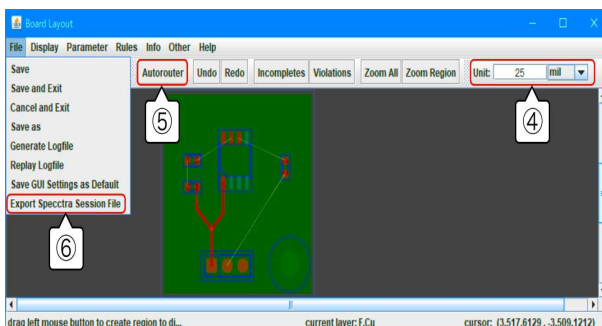 Board Layout
File Display Parameter Rules Info Other Help
Autorouter Undo Redo Incompletes Violations Zoom All Zoom Region Unit: 25 mil
Save
Save and Exit
Cancel and Exit
Save as
Generate Logfile
Replay Logfile
Save GUI Settings as Default
Export Specctra Session File
⑤
④
⑥
drag left mouse button to create region to di... current layer: F.Cu cursor: (3,517.6129 , -3,509.1212)